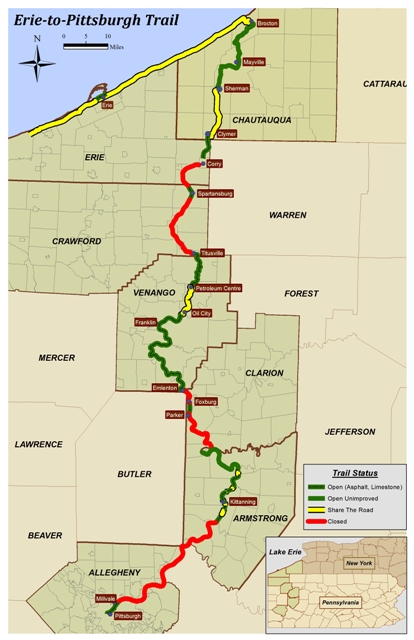 Erie-to-Pittsburgh Trail
0 5 10
Miles
Brocton
Mayville
Sherman
CATTARAU
Erie
CHAUTAUQUA
Clymer
ERIE
Corry
Spartansburg
WARREN
CRAWFORD
Titusville
Petroleum Centre
VENANGO
FOREST
Oil City
Franklin
MERCER
CLARION
Emlenton
Foxburg
Parker
JEFFERSON
LAWRENCE
BUTLER
Trail Status
Open (Asphalt, Limestone)
Open Unimproved
Share The Road
Closed
Kittanning
ARMSTRONG
BEAVER
Lake Erie
New York
ALLEGHENY
Pennsylvania
Millvale
Pittsburgh